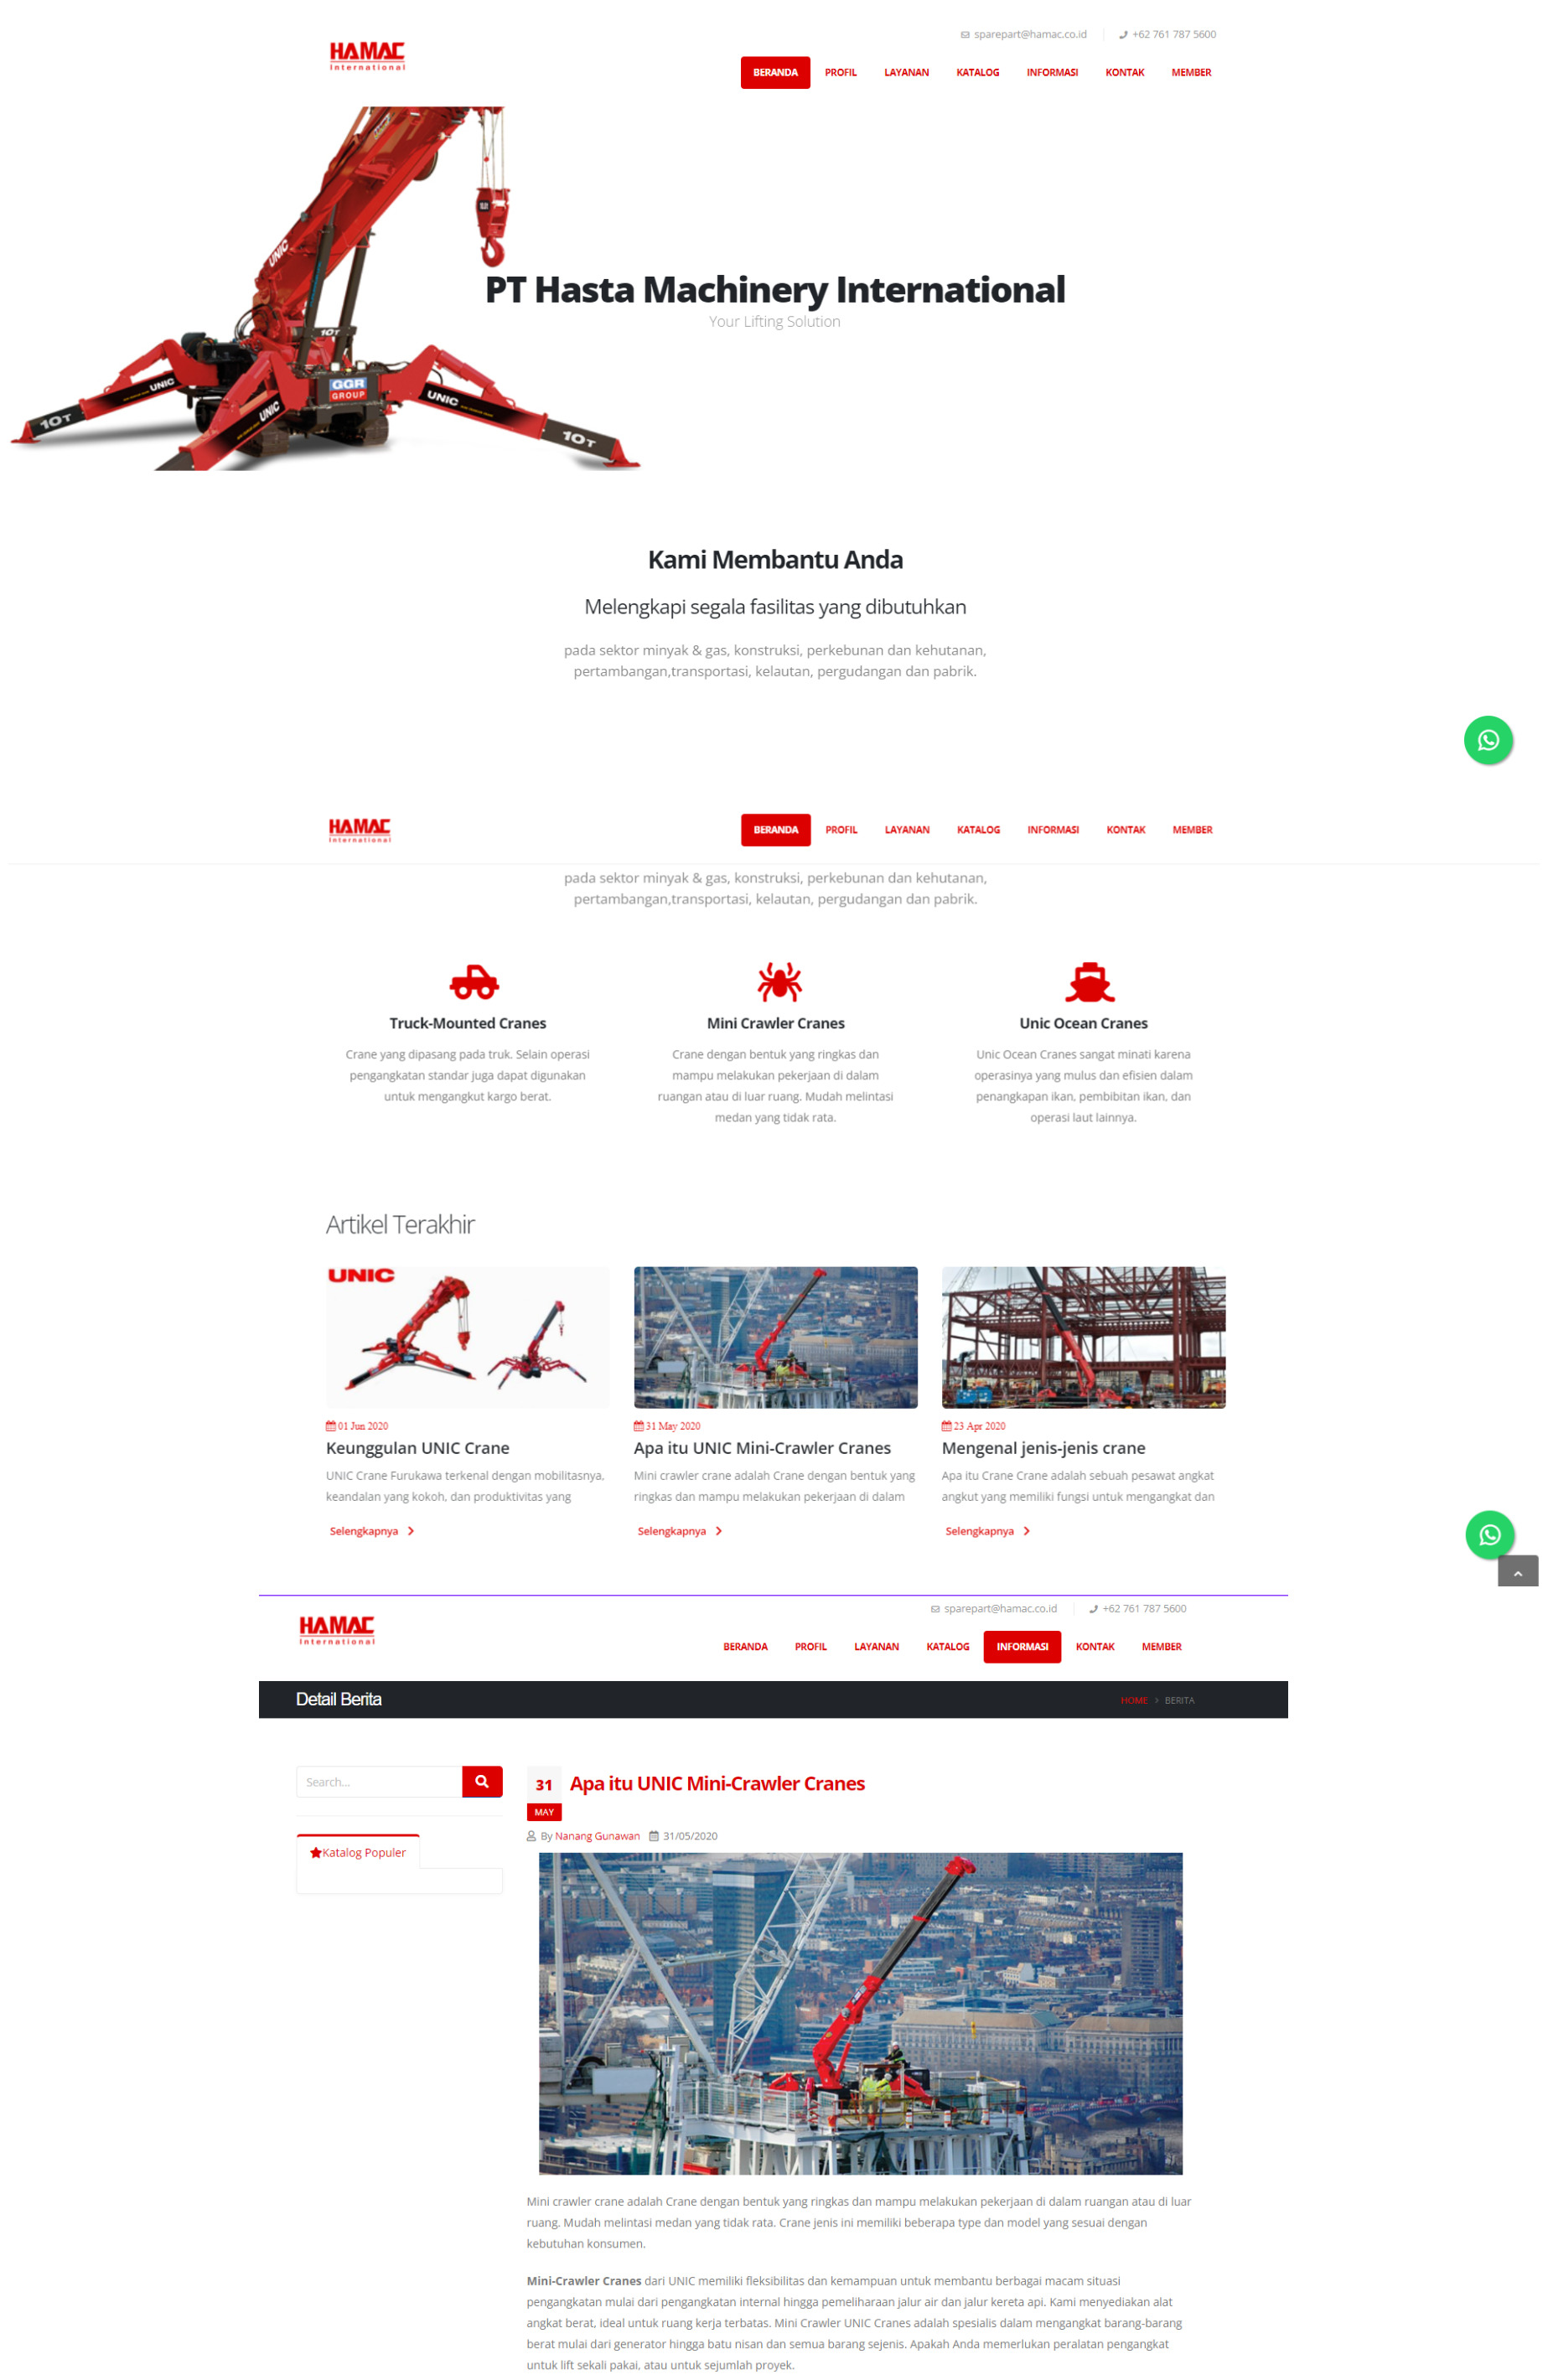 HAMAC
International
sparepart@hamac.co.id
+62 761 787 5600
BERANDA PROFIL LAYANAN KATALOG INFORMASI KONTAK MEMBER
UNIC
10T
GGR
GROUP
UNIC
10T
UNIC
UNIC
10T
PT Hasta Machinery International
Your Lifting Solution
Kami Membantu Anda
Melengkapi segala fasilitas yang dibutuhkan
pada sektor minyak & gas, konstruksi, perkebunan dan kehutanan,
pertambangan,transportasi, kelautan, pergudangan dan pabrik.
HAMAC
International
BERANDA PROFIL LAYANAN KATALOG INFORMASI KONTAK MEMBER
pada sektor minyak & gas, konstruksi, perkebunan dan kehutanan,
pertambangan,transportasi, kelautan, pergudangan dan pabrik.
Truck-Mounted Cranes
Crane yang dipasang pada truk. Selain operasi
pengangkatan standar juga dapat digunakan
untuk mengangkut kargo berat.
Mini Crawler Cranes
Crane dengan bentuk yang ringkas dan
mampu melakukan pekerjaan di dalam
ruangan atau di luar ruang. Mudah melintasi
medan yang tidak rata.
Unic Ocean Cranes
Unic Ocean Cranes sangat minati karena
operasinya yang mulus dan efisien dalam
penangkapan ikan, pembibitan ikan, dan
operasi laut lainnya.
Artikel Terakhir
UNIC
01 Jun 2020
Keunggulan UNIC Crane
UNIC Crane Furukawa terkenal dengan mobilitasnya,
keandalan yang kokoh, dan produktivitas yang
Selengkapnya
31 May 2020
Apa itu UNIC Mini-Crawler Cranes
Mini crawler crane adalah Crane dengan bentuk yang
ringkas dan mampu melakukan pekerjaan di dalam
Selengkapnya
23 Apr 2020
Mengenal jenis-jenis crane
Apa itu Crane Crane adalah sebuah pesawat angkat
angkut yang memiliki fungsi untuk mengangkat dan
Selengkapnya
HAMAC
International
sparepart@hamac.co.id
+62 761 787 5600
BERANDA PROFIL LAYANAN KATALOG INFORMASI KONTAK MEMBER
Detail Berita
HOME > BERITA
Search...
Katalog Populer
31
MAY
Apa itu UNIC Mini-Crawler Cranes
By Nanang Gunawan 31/05/2020
Mini crawler crane adalah Crane dengan bentuk yang ringkas dan mampu melakukan pekerjaan di dalam ruangan atau di luar
ruang. Mudah melintasi medan yang tidak rata. Crane jenis ini memiliki beberapa type dan model yang sesuai dengan
kebutuhan konsumen.
Mini-Crawler Cranes dari UNIC memiliki fleksibilitas dan kemampuan untuk membantu berbagai macam situasi
pengangkatan mulai dari pengangkatan internal hingga pemeliharaan jalur air dan jalur kereta api. Kami menyediakan alat
angkat berat, ideal untuk ruang kerja terbatas. Mini Crawler UNIC Cranes adalah spesialis dalam mengangkat barang-barang
berat mulai dari generator hingga batu nisan dan semua barang sejenis. Apakah Anda memerlukan peralatan pengangkat
untuk lift sekali pakai, atau untuk sejumlah proyek.